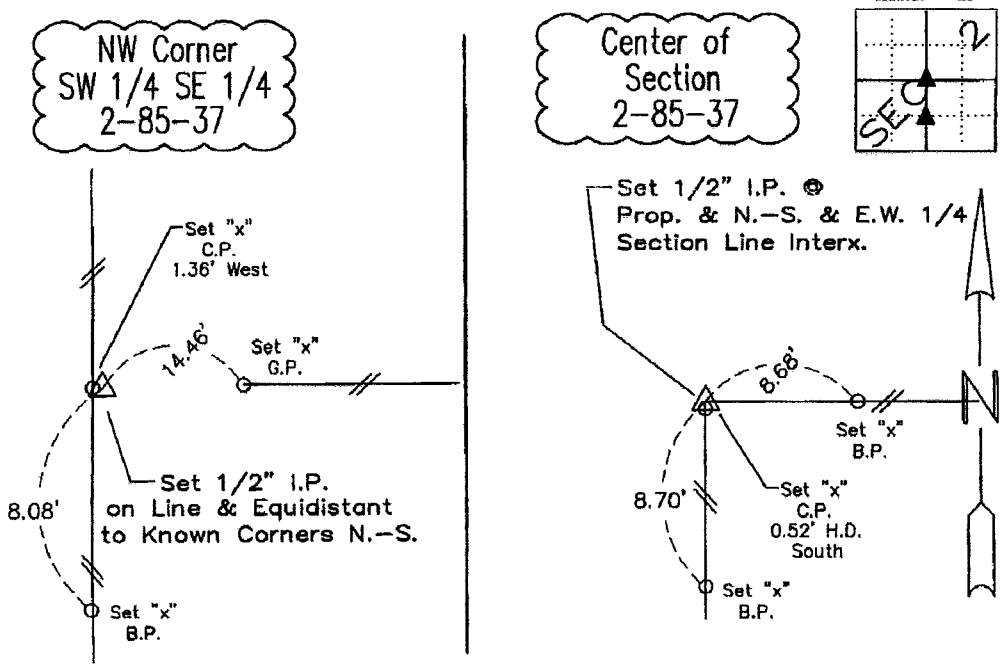 NW Corner
SW 1/4 SE 1/4
2-85-37
Set "x"
C.P.
1.36' West
14.46'
Set "x"
G.P.
Set 1/2" I.P.
on Line & Equidistant
to Known Corners N.-S.
8.08'
Set "x"
B.P.
Center of
Section
2-85-37
SEC 2
Set 1/2" I.P. @
Prop. & N.-S. & E.W. 1/4
Section Line Interx.
8.68'
Set "x"
B.P.
8.70'
Set "x"
C.P.
0.52' H.D.
South
Set "x"
B.P.
N